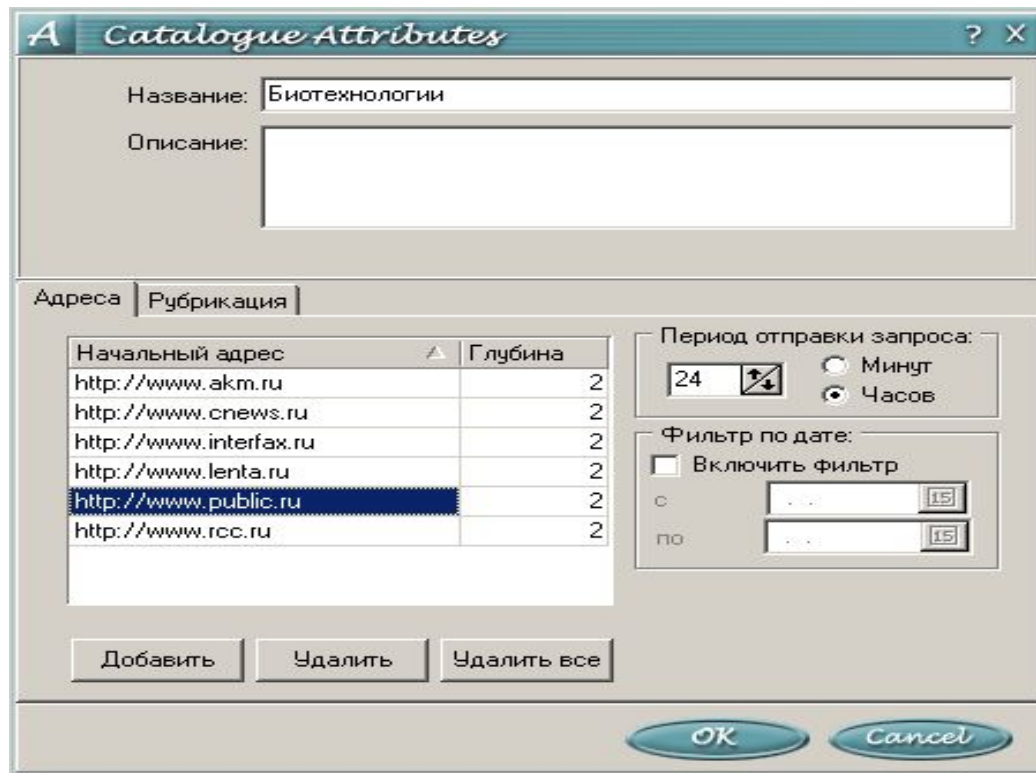 A Catalogue Attributes ? X
Название: Биотехнологии
Описание:
Адреса Рубрикация
Начальный адрес Глубина
http://www.akm.ru 2
http://www.cnews.ru 2
http://www.interfax.ru 2
http://www.lenta.ru 2
http://www.public.ru 2
http://www.rcc.ru 2
Период отправки запроса:
24
Минут
Часов
Фильтр по дате:
Включить фильтр
с . . 15
по . . 15
Добавить Удалить Удалить все
OK Cancel